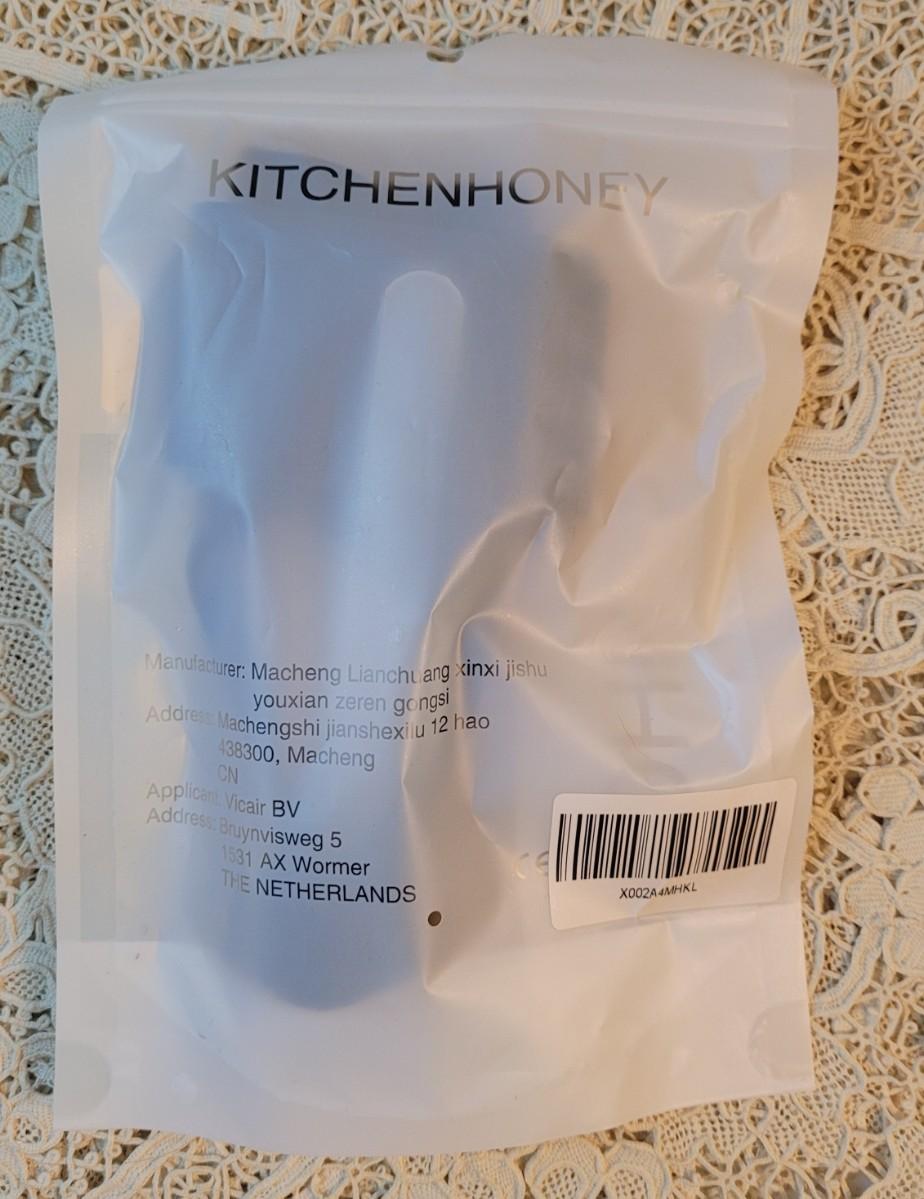 KITCHENHONEY
Manufacturer: Macheng Lianchuang xinxi jishu
youxian zeren gongsi
Address: Machengshi jianshexilu 12 hao
438300, Macheng
CN
Applicant: Vicair BV
Address: Bruynvisweg 5
1531 AX Wormer
THE NETHERLANDS
CE
X002A4MHKL